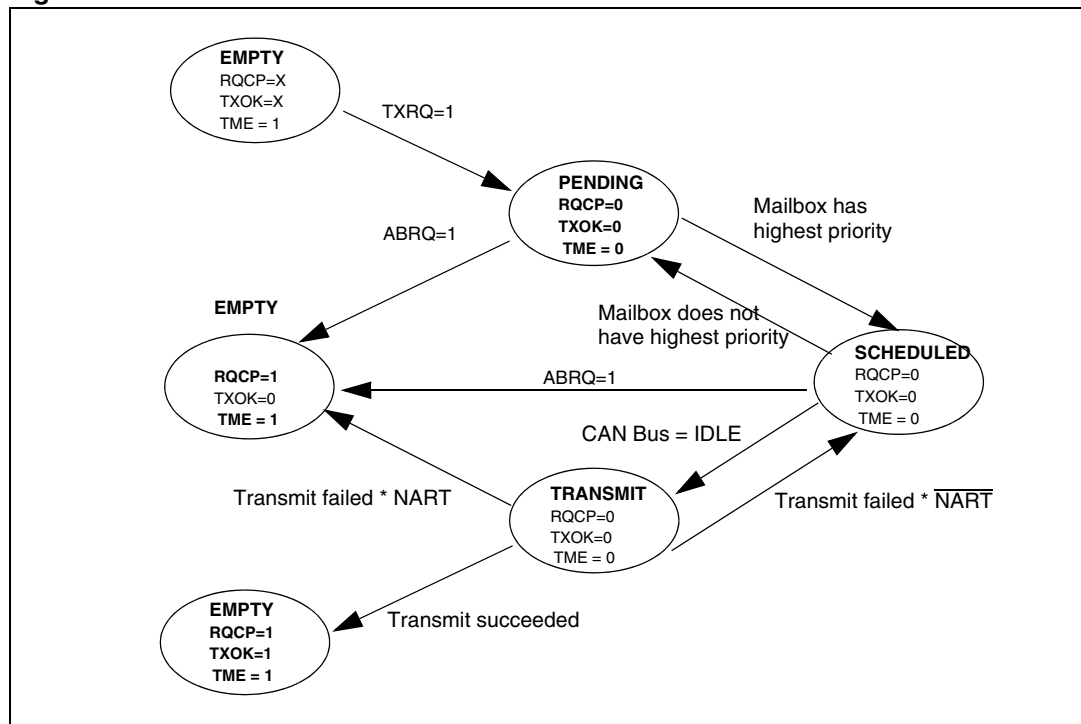 EMPTY
RQCP=X
TXOK=X
TME = 1
TXRQ=1
PENDING
RQCP=0
TXOK=0
TME = 0
Mailbox has
highest priority
ABRQ=1
EMPTY
RQCP=1
TXOK=0
TME = 1
Mailbox does not
have highest priority
SCHEDULED
RQCP=0
TXOK=0
TME = 0
ABRQ=1
CAN Bus = IDLE
Transmit failed * NART
TRANSMIT
RQCP=0
TXOK=0
TME = 0
Transmit failed * N̅A̅R̅T̅
EMPTY
RQCP=1
TXOK=1
TME = 1
Transmit succeeded